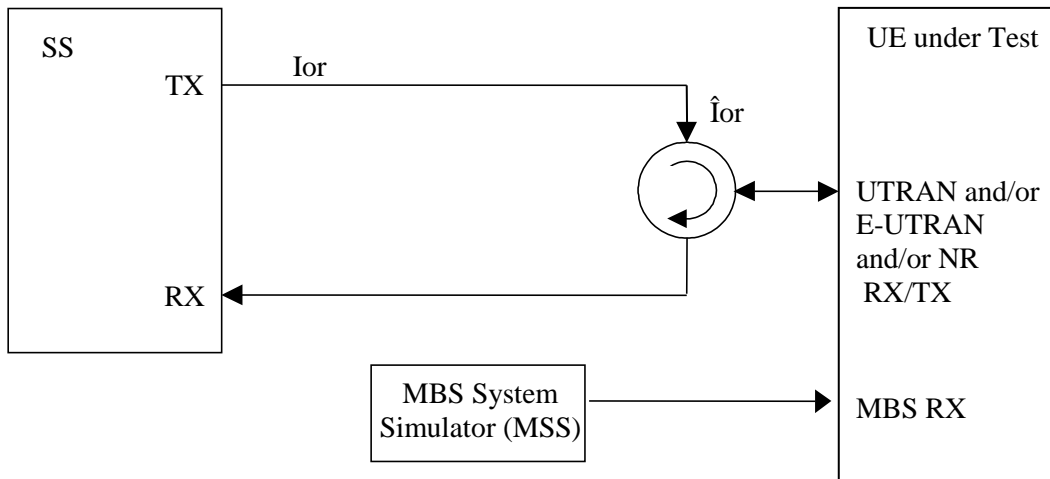 SS
UE under Test
TX
Ior
Îor
UTRAN and/or
E-UTRAN
and/or NR
RX/TX
RX
MBS System
Simulator (MSS)
MBS RX